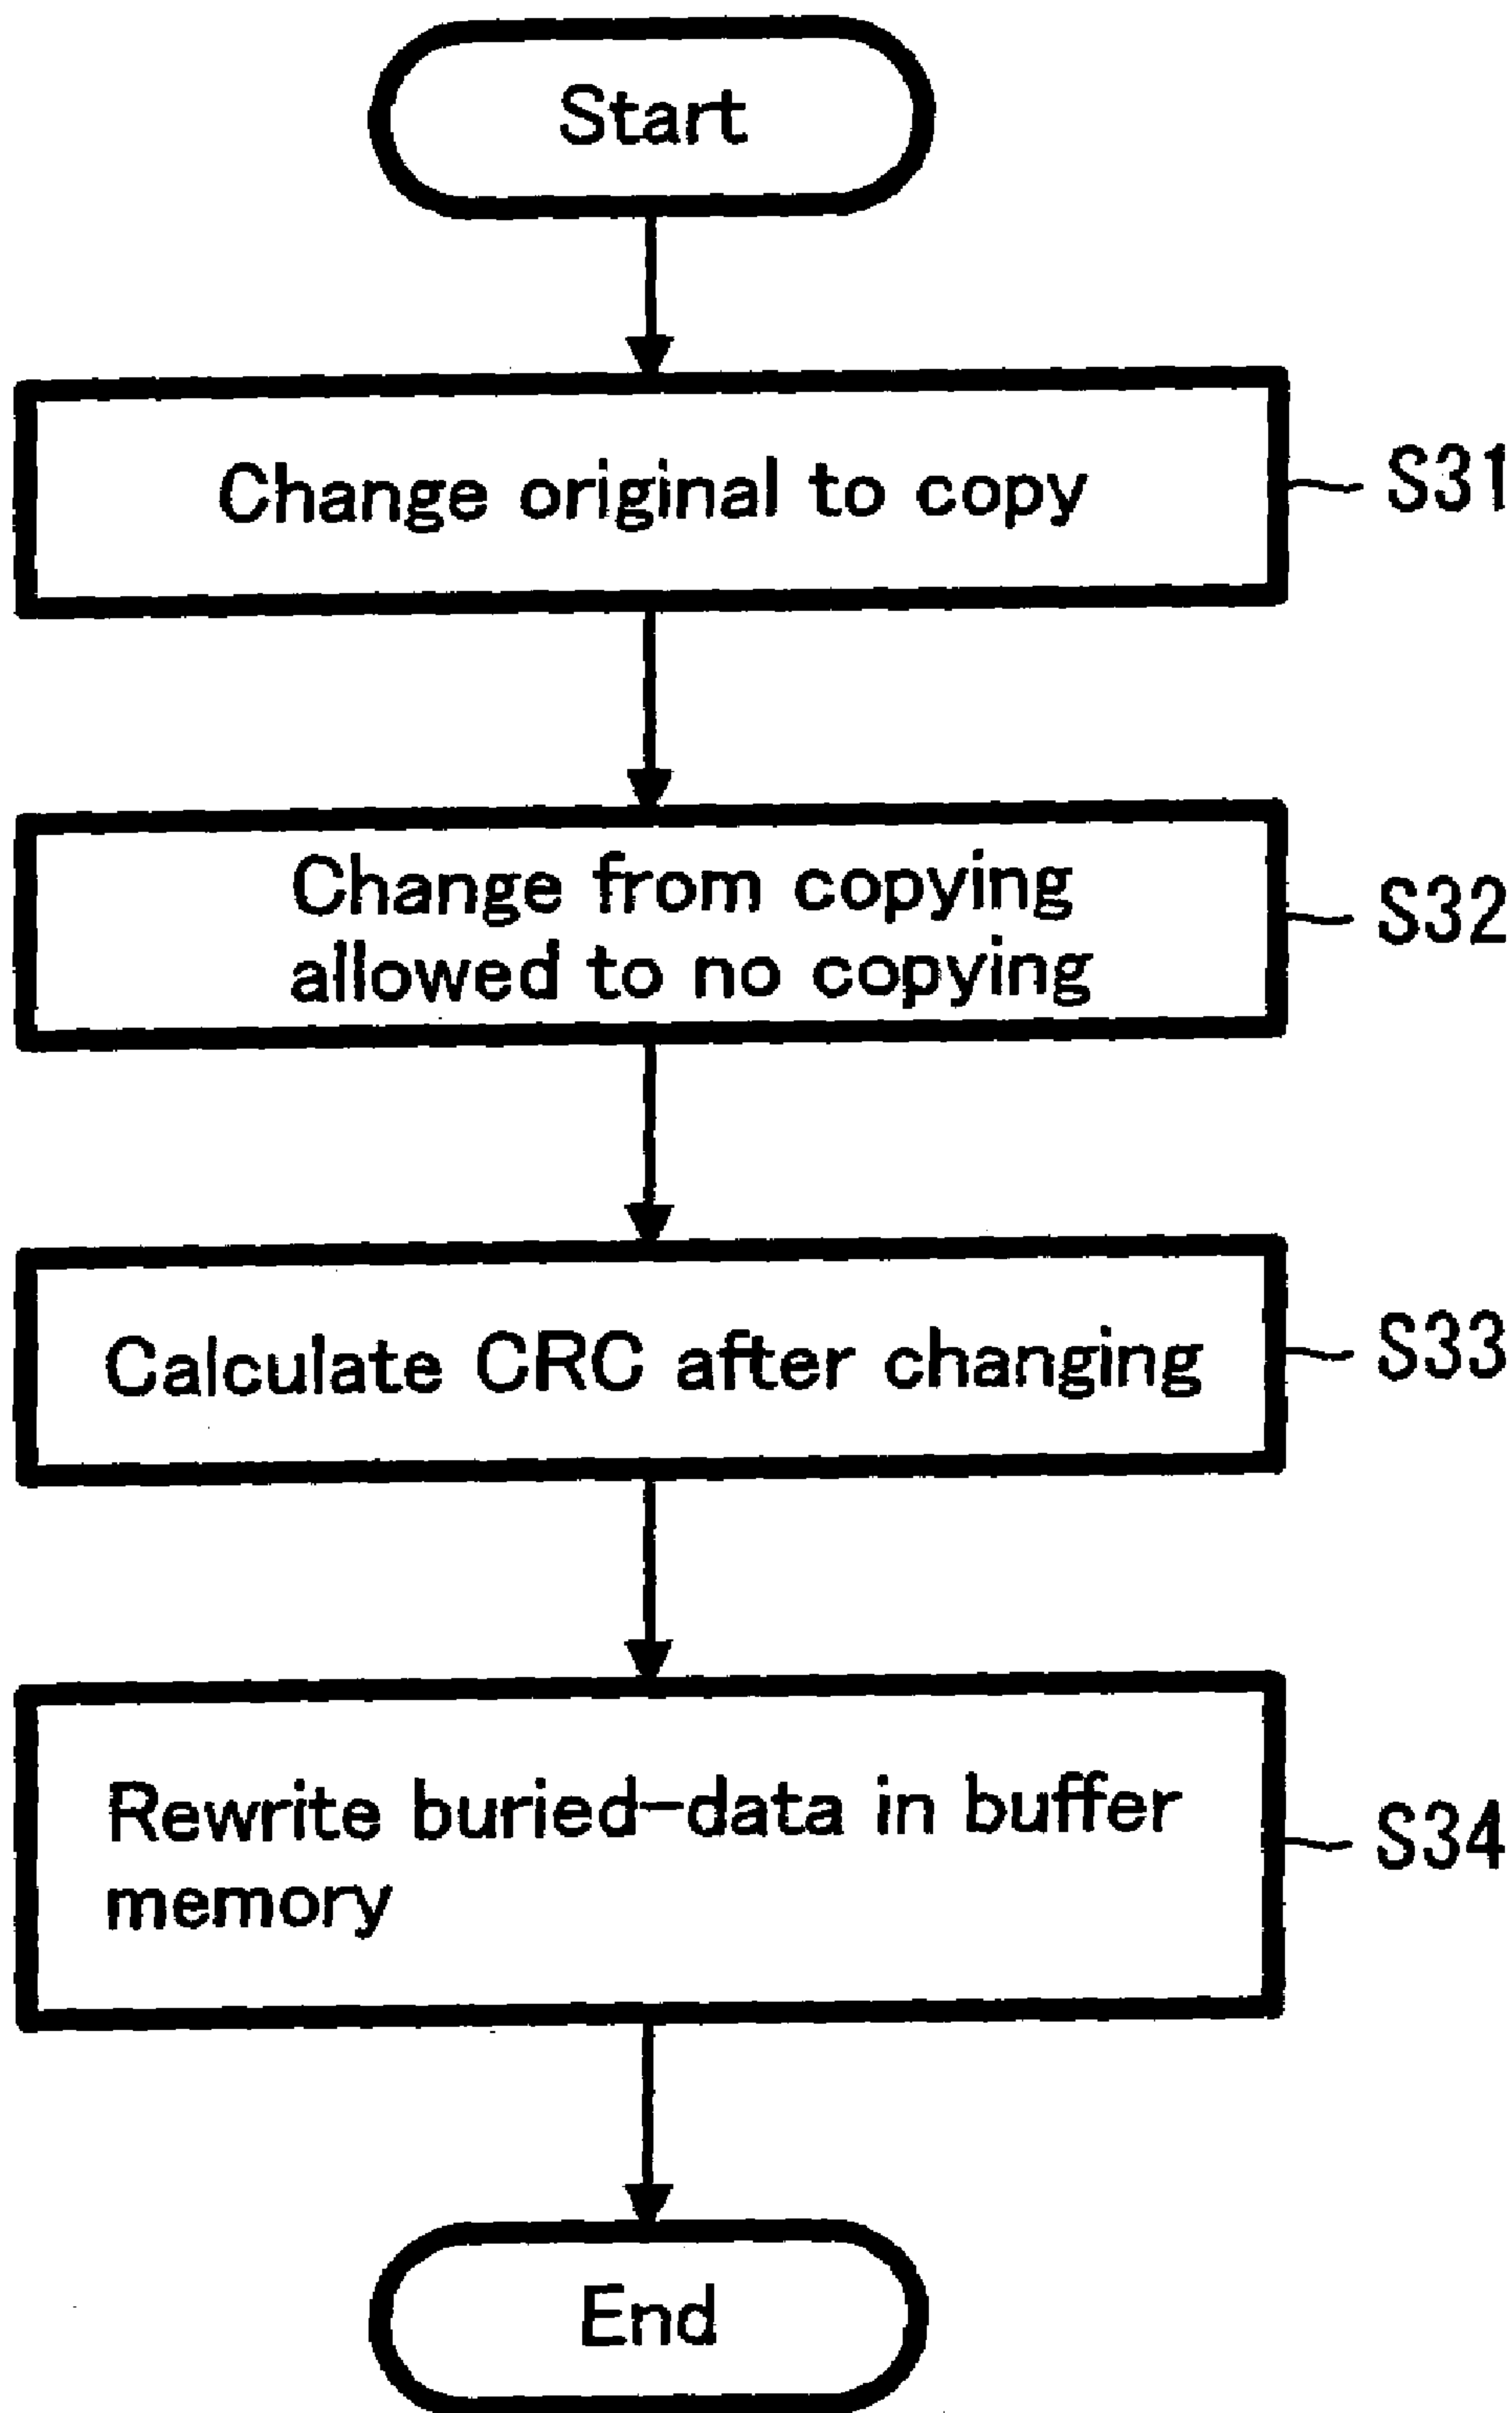 Start
Change original to copy
S31
Change from copying
allowed to no copying
S32
Calculate CRC after changing
S33
Rewrite buried-data in buffer
memory
S34
End